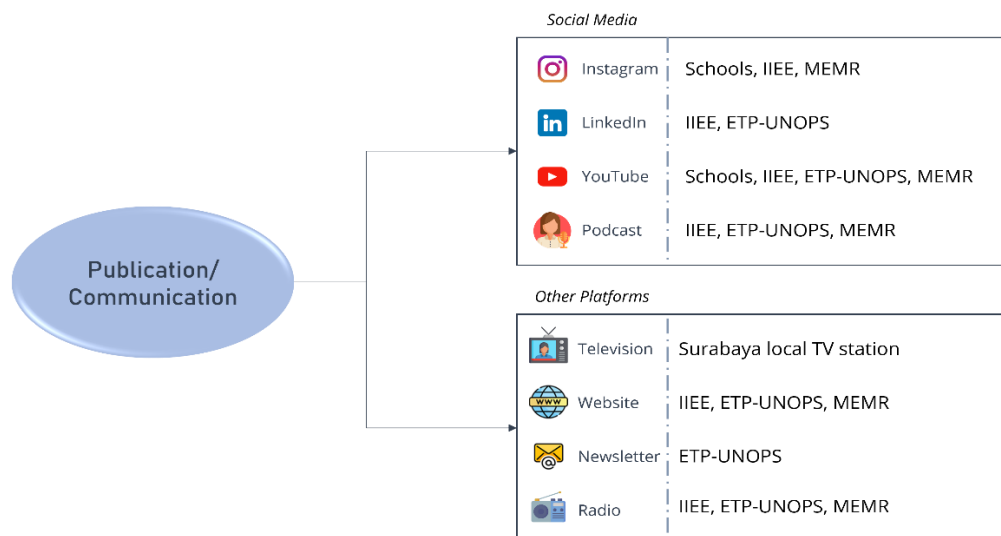 Social Media
Instagram Schools, IIEE, MEMR
in LinkedIn IIEE, ETP-UNOPS
YouTube Schools, IIEE, ETP-UNOPS, MEMR
Podcast IIEE, ETP-UNOPS, MEMR
Publication/
Communication
Other Platforms
Television Surabaya local TV station
WWW Website IIEE, ETP-UNOPS, MEMR
@ Newsletter ETP-UNOPS
Radio IIEE, ETP-UNOPS, MEMR